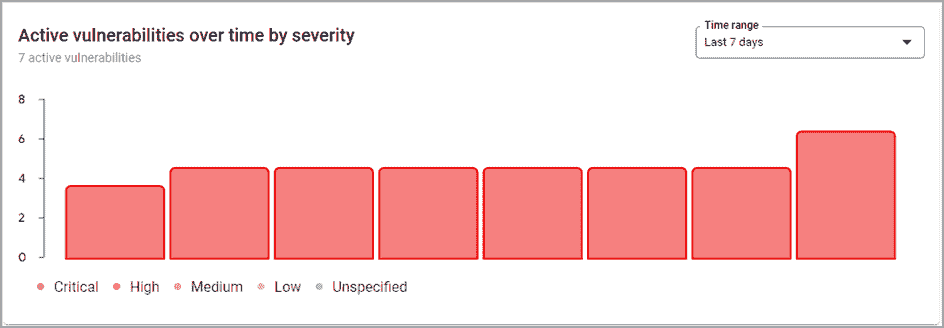 Active vulnerabilities over time by severity
7 active vulnerabilities
Time range
Last 7 days
8
6
4
2
0
Critical
High
Medium
Low
Unspecified